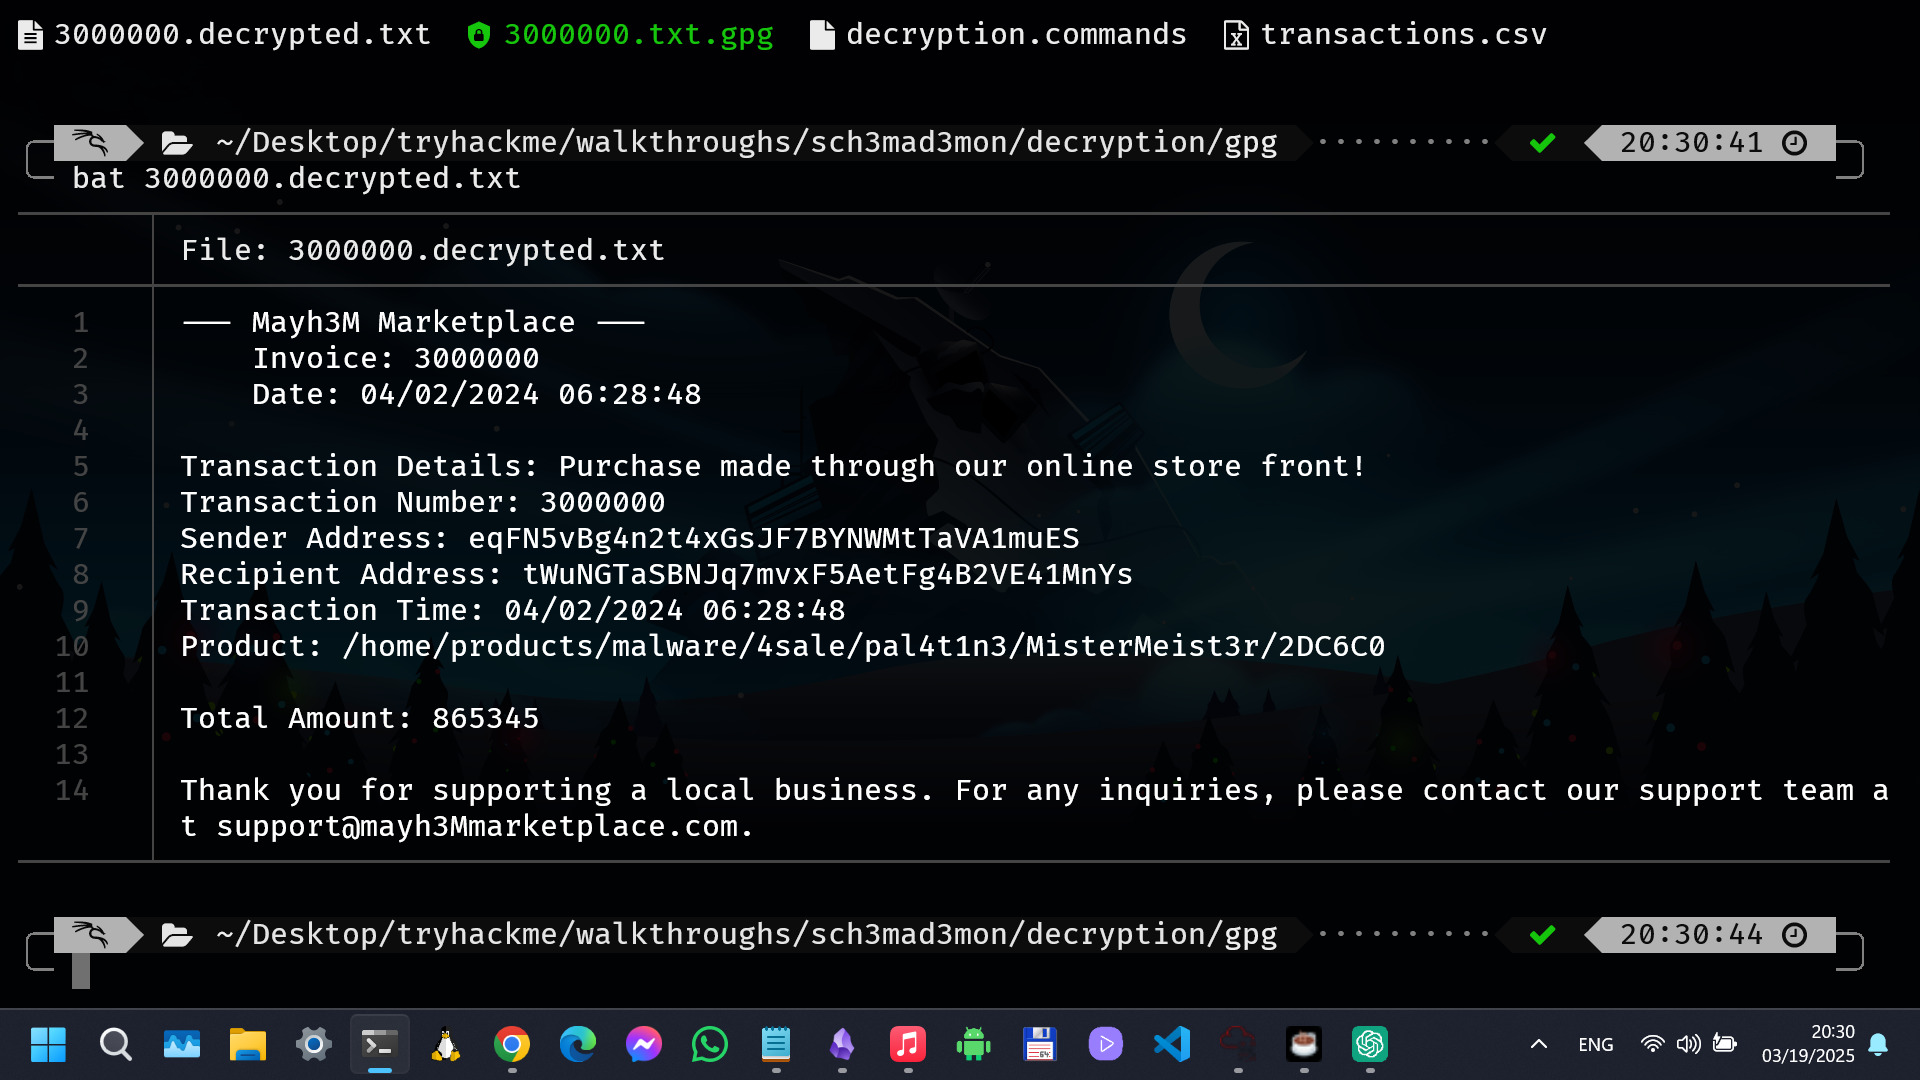 3000000.decrypted.txt 3000000.txt.gpg decryption.commands transactions.csv
~/Desktop/tryhackme/walkthroughs/sch3mad3mon/decryption/gpg 20:30:41
bat 3000000.decrypted.txt
File: 3000000.decrypted.txt
1 --- Mayh3M Marketplace ---
2 Invoice: 3000000
3 Date: 04/02/2024 06:28:48
4
5 Transaction Details: Purchase made through our online store front!
6 Transaction Number: 3000000
7 Sender Address: eqFN5vBg4n2t4xGsJF7BYNWMtTaVA1muES
8 Recipient Address: tWuNGTaSBNJq7mvxF5AetFg4B2VE41MnYs
9 Transaction Time: 04/02/2024 06:28:48
10 Product: /home/products/malware/4sale/pal4t1n3/MisterMeist3r/2DC6C0
11
12 Total Amount: 865345
13
14 Thank you for supporting a local business. For any inquiries, please contact our support team a
t support@mayh3Mmarketplace.com.
~/Desktop/tryhackme/walkthroughs/sch3mad3mon/decryption/gpg 20:30:44
64
ENG
20:30
03/19/2025